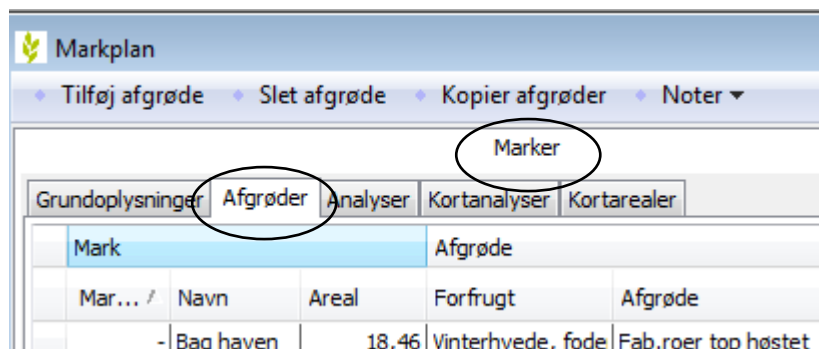 Markplan
Tilføj afgrøde Slet afgrøde Kopier afgrøder Noter
Marker
Grundoplysninger Afgrøder Analyser Kortanalyser Kortarealer
Mark Afgrøde
Mar... Navn Areal Forfrugt Afgrøde
- Bag haven 18,46 Vinterhvede, fode Fab.roer top høstet